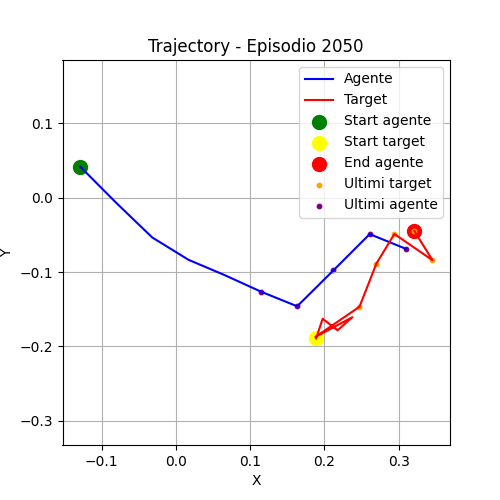 Trajectory - Episodio 2050
Agente
Target
Start agente
Start target
End agente
Ultimi target
Ultimi agente
0.1
0.0
−0.1
−0.2
−0.3
Y
−0.1
0.0
0.1
0.2
0.3
X